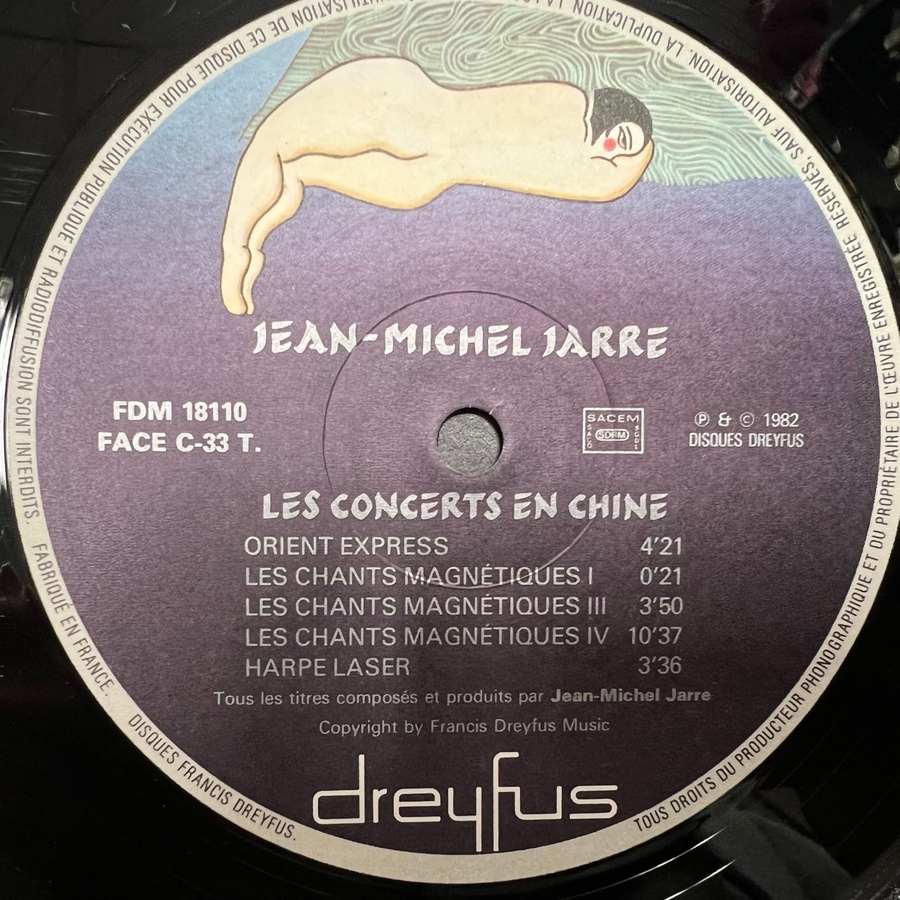 JEAN-MICHEL JARRE
FDM 18110
FACE C-33 T.
SACEM
SACD
SDRM
SGDL
℗ & © 1982
DISQUES DREYFUS
LES CONCERTS EN CHINE
ORIENT EXPRESS 4'21
LES CHANTS MAGNÉTIQUES I 0'21
LES CHANTS MAGNÉTIQUES III 3'50
LES CHANTS MAGNÉTIQUES IV 10'37
HARPE LASER 3'36
Tous les titres composés et produits par Jean-Michel Jarre
Copyright by Francis Dreyfus Music
dreyfus
DISQUES FRANCIS DREYFUS.
TOUS DROITS DU PRODUCTEUR PHONOGRAPHIQUE ET DU PROPRIÉTAIRE DE L'ŒUVRE ENREGISTRÉE RÉSERVÉS, SAUF AUTORISATION, LA DUPLICATION, LA
UTILISATION DE CE DISQUE POUR EXÉCUTION PUBLIQUE ET RADIODIFFUSION SONT INTERDITS. FABRIQUÉ EN FRANCE.